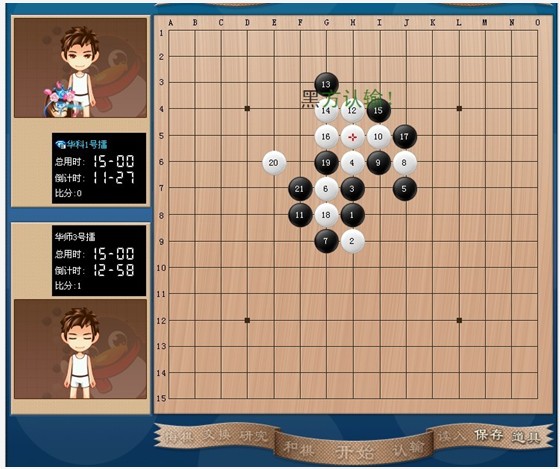 A B C D E F G H I J K L M N O
1
2
3 13
黑方认输!
4 14 12 15
5 16 10 17
华科1号擂
总用时: 15-00
倒计时: 11-27
比分:0
6 20 19 4 9 8
7 21 6 3 5
8 11 18 1
9 7 2
华师3号擂
总用时: 15-00
倒计时: 12-58
比分:1
10
11
12
13
14
15
和棋 开始 认输
保存 道具